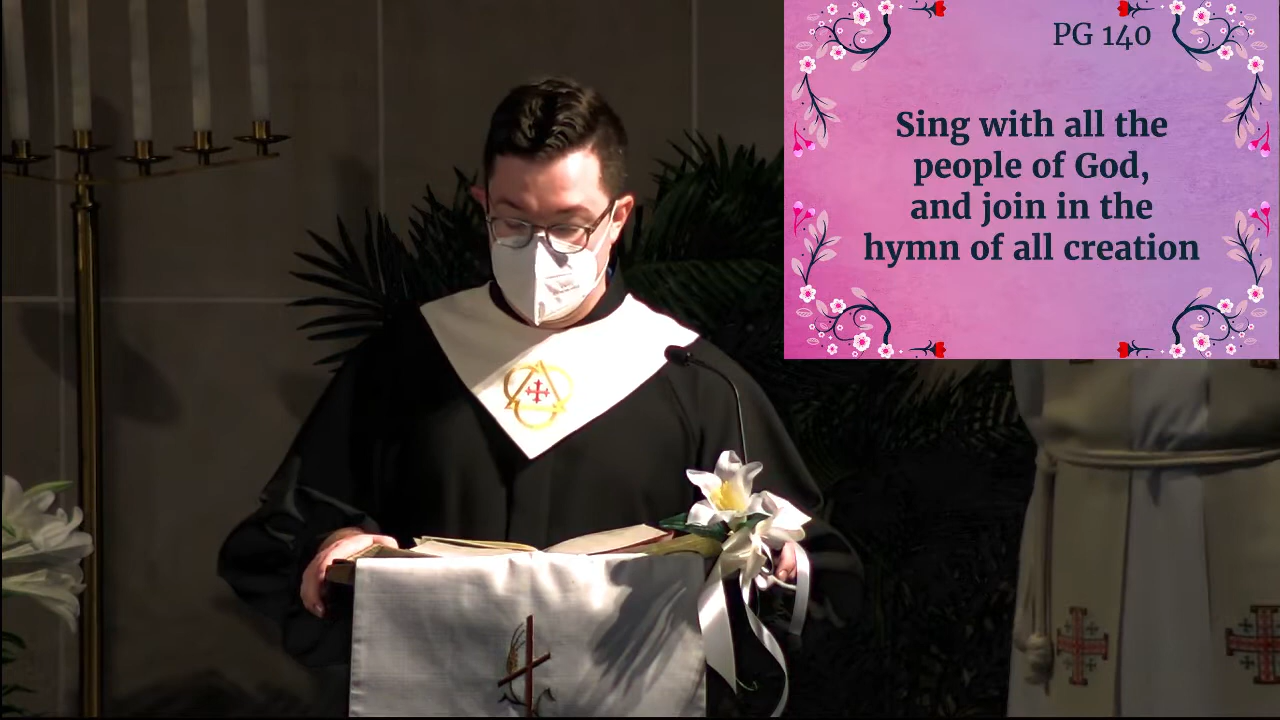 PG 140
Sing with all the
people of God,
and join in the
hymn of all creation